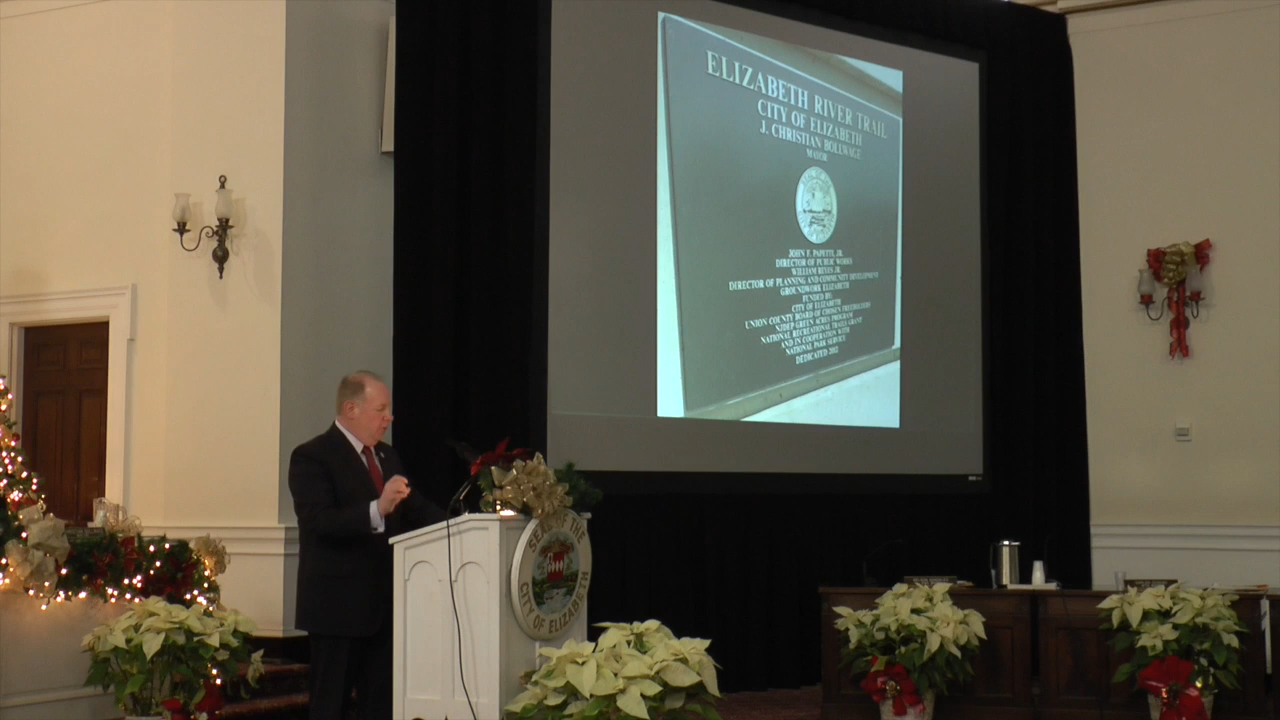 ELIZABETH RIVER TRAIL
CITY OF ELIZABETH
J. CHRISTIAN BOLLWAGE
MAYOR
JOHN F. PAPETTI, JR.
DIRECTOR OF PUBLIC WORKS
WILLIAM REYES JR.
DIRECTOR OF PLANNING AND COMMUNITY DEVELOPMENT
GROUNDWORK ELIZABETH
FUNDED BY:
CITY OF ELIZABETH
UNION COUNTY BOARD OF CHOSEN FREEHOLDERS
NJDEP GREEN ACRES PROGRAM
NATIONAL RECREATIONAL TRAILS GRANT
AND IN COOPERATION WITH
NATIONAL PARK SERVICE
DEDICATED 2012
SEAL OF THE
CITY OF ELIZABETH